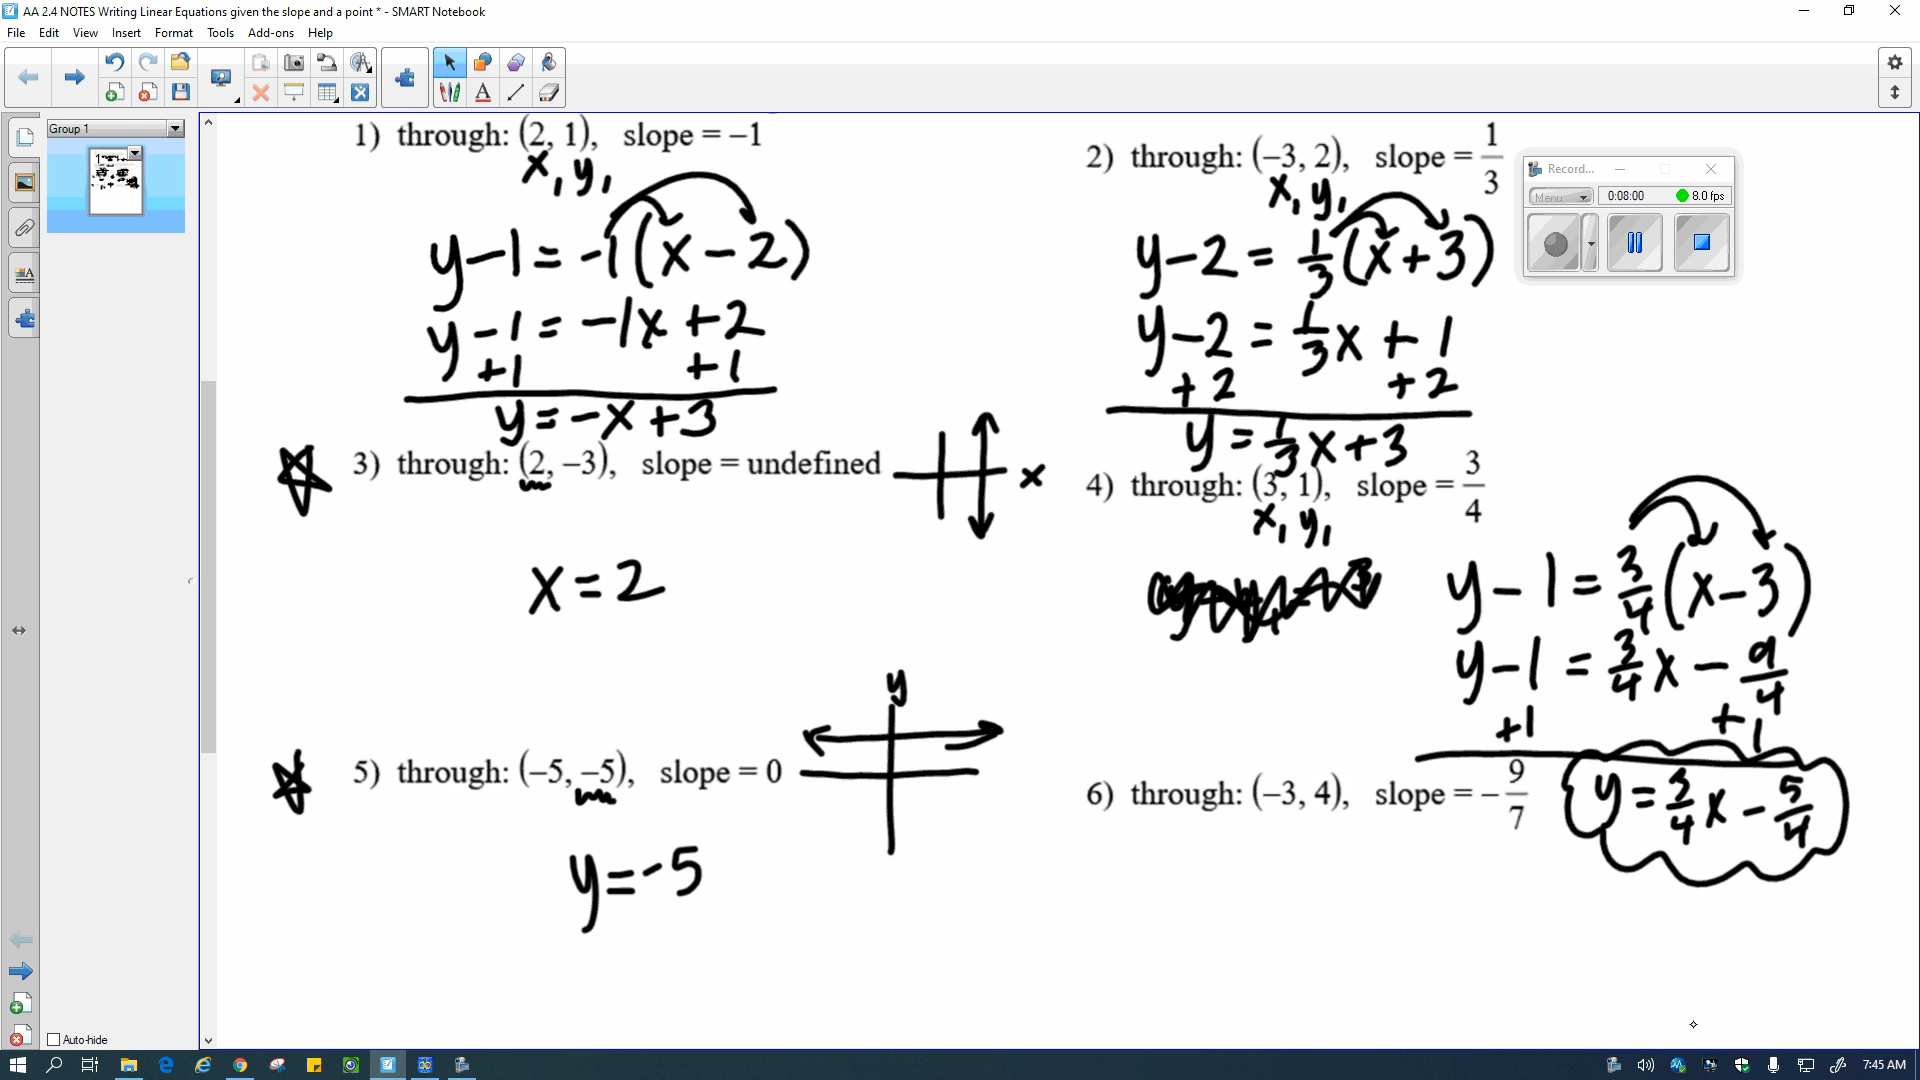 AA 2.4 NOTES Writing Linear Equations given the slope and a point * - SMART Notebook
File Edit View Insert Format Tools Add-ons Help
Group 1
1) through: (2, 1), slope = −1
x₁ y₁
y − 1 = -1(x − 2)
y − 1 = −1x + 2
+1 +1
y = −x + 3
2) through: (−3, 2), slope = 1/3
x₁ y₁
y − 2 = 1/3(x + 3)
y − 2 = 1/3x + 1
+2 +2
y = 1/3x + 3
Record...
Menu 0:08:00 8.0 fps
3) through: (2, −3), slope = undefined
x
x = 2
4) through: (3, 1), slope = 3/4
x₁ y₁
y − 1 = 3/4(x − 3)
y − 1 = 3/4x − 9/4
+1 +1
y = 3/4x − 5/4
5) through: (−5, −5), slope = 0
y
y = -5
6) through: (−3, 4), slope = −9/7
Auto-hide
7:45 AM